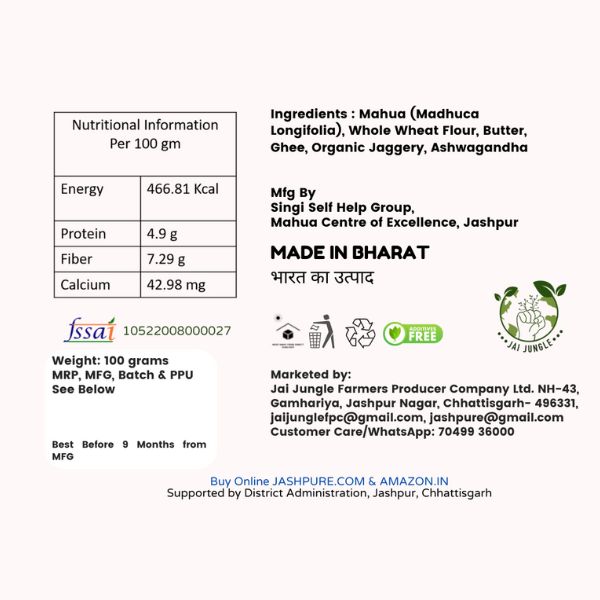 Nutritional Information
Per 100 gm
Energy 466.81 Kcal
Protein 4.9 g
Fiber 7.29 g
Calcium 42.98 mg
fssai 10522008000027
Weight: 100 grams
MRP, MFG, Batch & PPU
See Below
Best Before 9 Months from
MFG
Ingredients : Mahua (Madhuca
Longifolia), Whole Wheat Flour, Butter,
Ghee, Organic Jaggery, Ashwagandha
Mfg By
Singi Self Help Group,
Mahua Centre of Excellence, Jashpur
MADE IN BHARAT
भारत का उत्पाद
ADDITIVES
FREE
JAI JUNGLE
Marketed by:
Jai Jungle Farmers Producer Company Ltd. NH-43,
Gamhariya, Jashpur Nagar, Chhattisgarh- 496331,
jaijunglefpc@gmail.com, jashpure@gmail.com
Customer Care/WhatsApp: 70499 36000
Buy Online JASHPURE.COM & AMAZON.IN
Supported by District Administration, Jashpur, Chhattisgarh